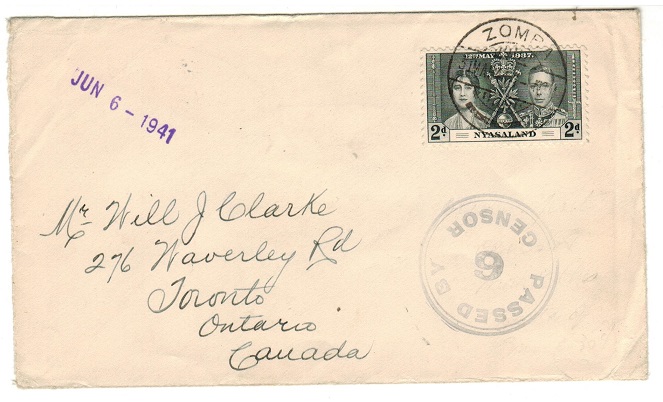 ZOMBA
12TH MAY 1937.
2d NYASALAND 2d
JUN 6 - 1941
Mr. Will J Clarke
276 Waverley Rd
Toronto
Ontario
Canada
PASSED BY
CENSOR
6